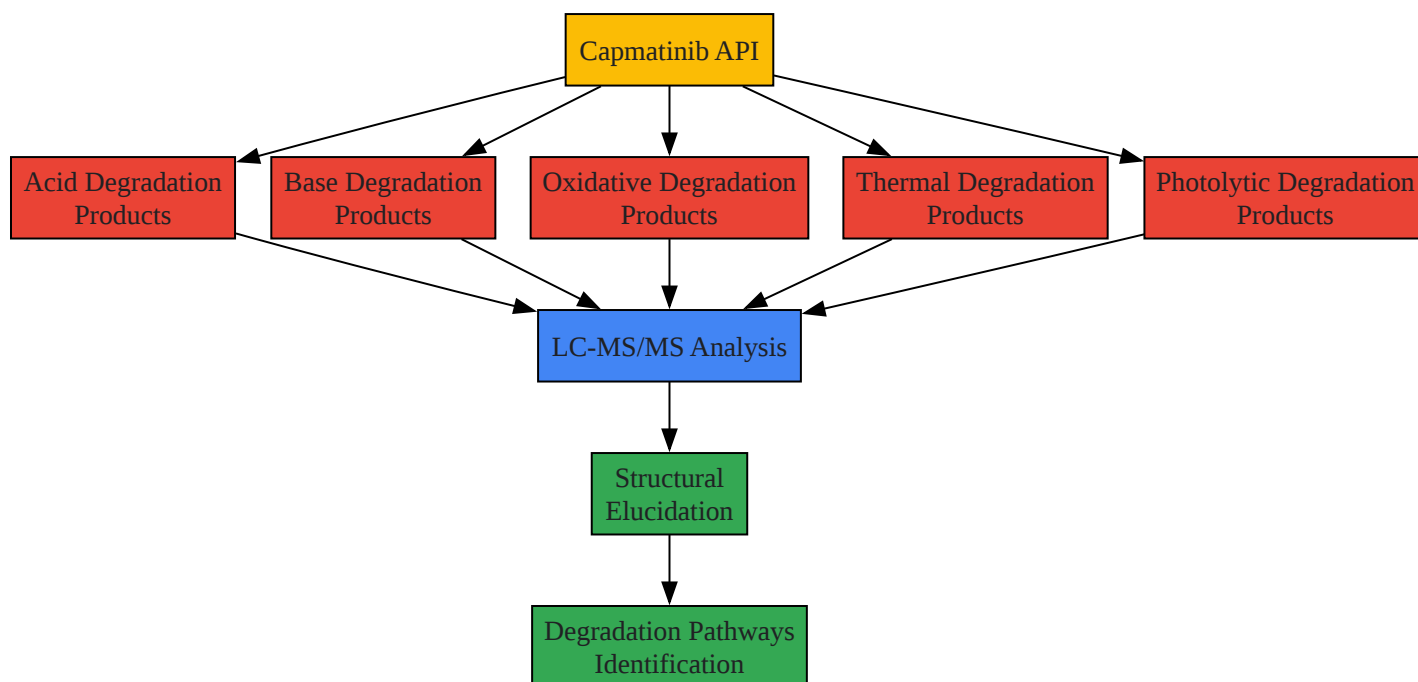 Capmatinib API
Acid Degradation
Products
Base Degradation
Products
Oxidative Degradation
Products
Thermal Degradation
Products
Photolytic Degradation
Products
LC-MS/MS Analysis
Structural
Elucidation
Degradation Pathways
Identification